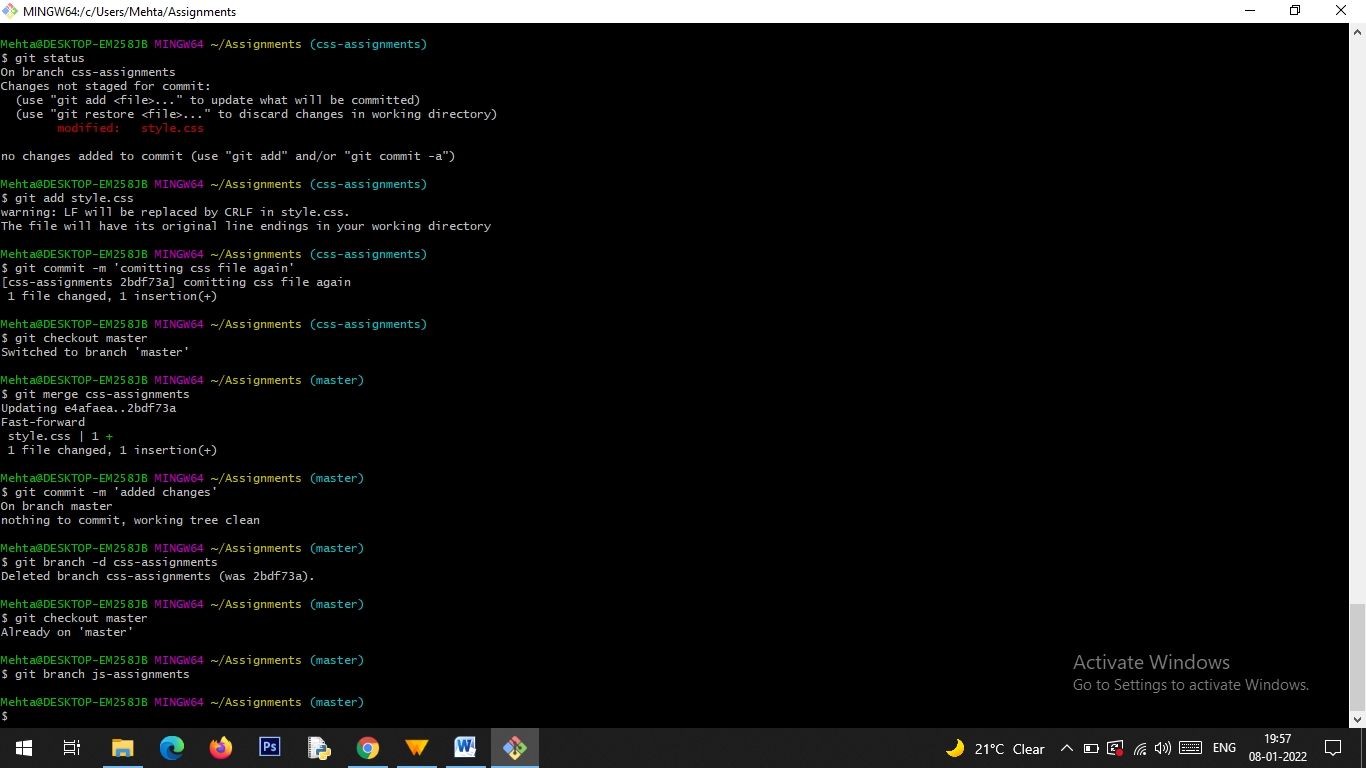 MINGW64:/c/Users/Mehta/Assignments
Mehta@DESKTOP-EM258JB MINGW64 ~/Assignments (css-assignments)
$ git status
On branch css-assignments
Changes not staged for commit:
  (use "git add <file>..." to update what will be committed)
  (use "git restore <file>..." to discard changes in working directory)
        modified:   style.css
no changes added to commit (use "git add" and/or "git commit -a")
Mehta@DESKTOP-EM258JB MINGW64 ~/Assignments (css-assignments)
$ git add style.css
warning: LF will be replaced by CRLF in style.css.
The file will have its original line endings in your working directory
Mehta@DESKTOP-EM258JB MINGW64 ~/Assignments (css-assignments)
$ git commit -m 'comitting css file again'
[css-assignments 2bdf73a] comitting css file again
 1 file changed, 1 insertion(+)
Mehta@DESKTOP-EM258JB MINGW64 ~/Assignments (css-assignments)
$ git checkout master
Switched to branch 'master'
Mehta@DESKTOP-EM258JB MINGW64 ~/Assignments (master)
$ git merge css-assignments
Updating e4afaea..2bdf73a
Fast-forward
 style.css | 1 +
 1 file changed, 1 insertion(+)
Mehta@DESKTOP-EM258JB MINGW64 ~/Assignments (master)
$ git commit -m 'added changes'
On branch master
nothing to commit, working tree clean
Mehta@DESKTOP-EM258JB MINGW64 ~/Assignments (master)
$ git branch -d css-assignments
Deleted branch css-assignments (was 2bdf73a).
Mehta@DESKTOP-EM258JB MINGW64 ~/Assignments (master)
$ git checkout master
Already on 'master'
Mehta@DESKTOP-EM258JB MINGW64 ~/Assignments (master)
$ git branch js-assignments
Mehta@DESKTOP-EM258JB MINGW64 ~/Assignments (master)
$
Activate Windows
Go to Settings to activate Windows.
Ps
W
21°C Clear
ENG
19:57
08-01-2022